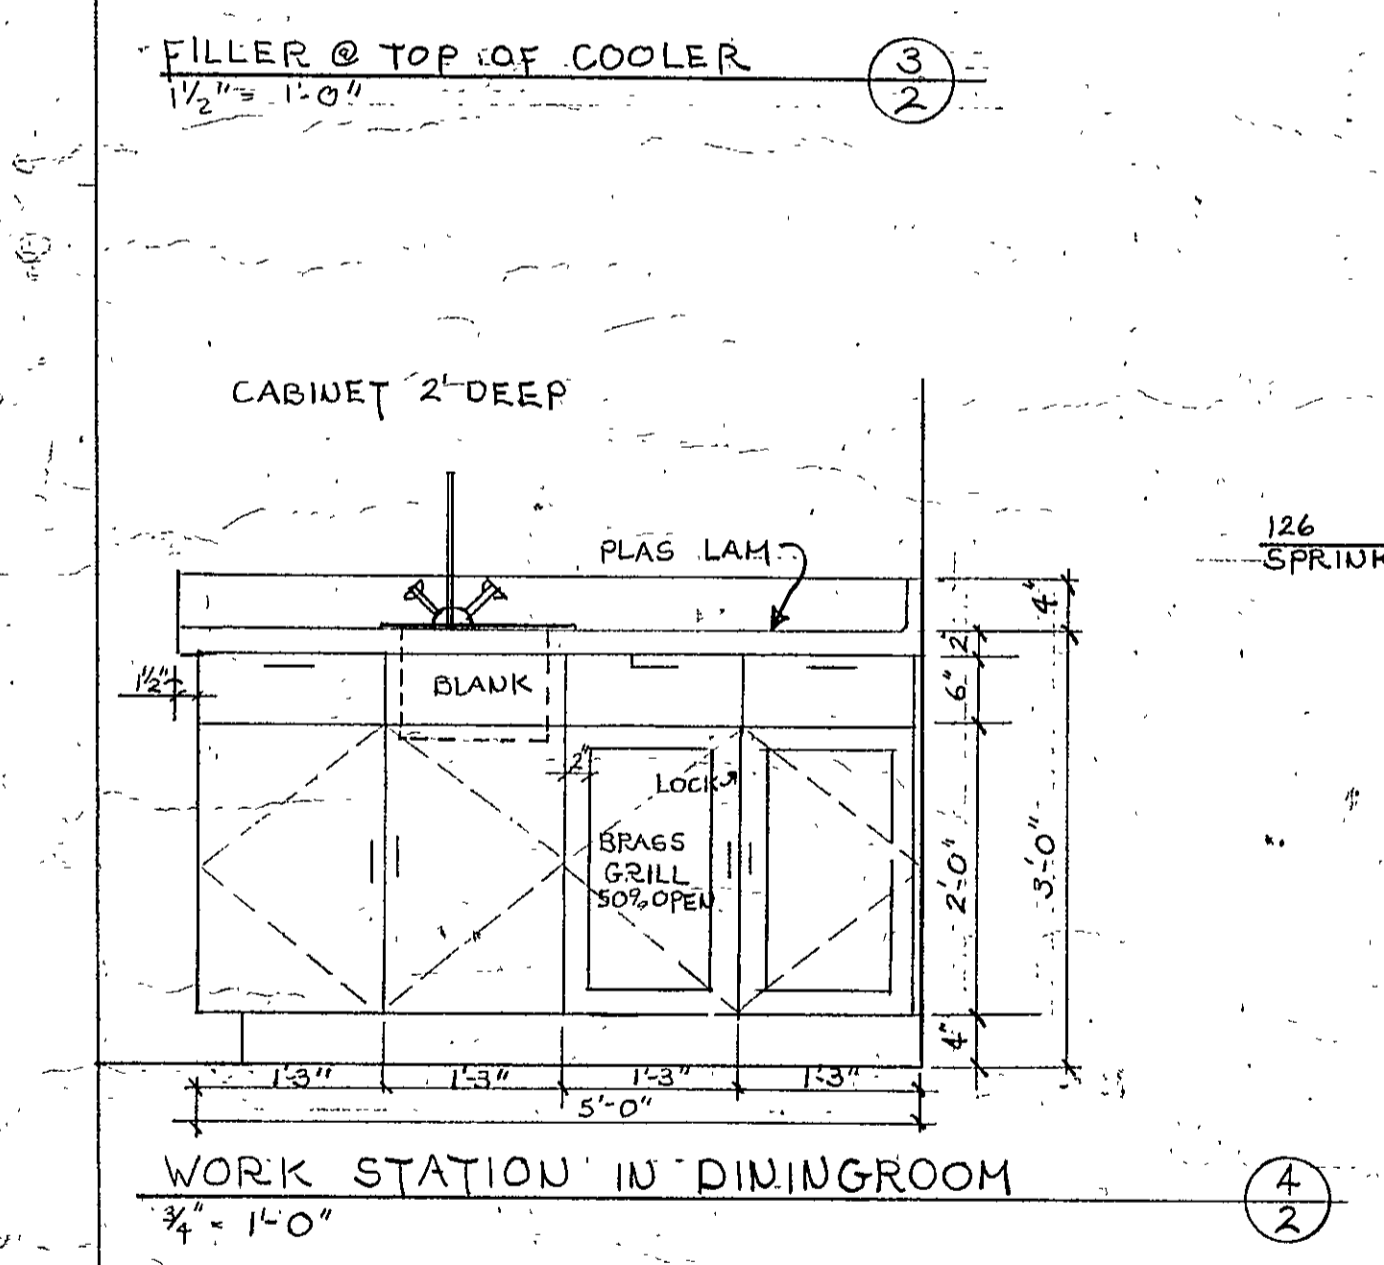 FILLER @ TOP OF COOLER
1½" = 1'-0"
3
2
CABINET 2'-DEEP
PLAS LAM
126
SPRINK
4"
2"
1½"
BLANK
6"
2"
LOCK
BRASS
GRILL
50% OPEN
2'-0"
3'-0"
4"
1'-3" 1'-3" 1'-3" 1'-3"
5'-0"
WORK STATION IN DININGROOM
¾" = 1'-0"
4
2